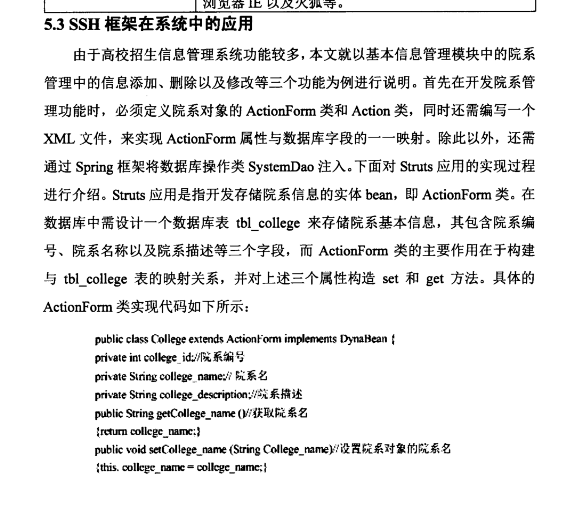 浏览器 IE 以及火狐等。
5.3 SSH 框架在系统中的应用
由于高校招生信息管理系统功能较多，本文就以基本信息管理模块中的院系
管理中的信息添加、删除以及修改等三个功能为例进行说明。首先在开发院系管
理功能时，必须定义院系对象的 ActionForm 类和 Action 类，同时还需编写一个
XML 文件，来实现 ActionForm 属性与数据库字段的一一映射。除此以外，还需
通过 Spring 框架将数据库操作类 SystemDao 注入。下面对 Struts 应用的实现过程
进行介绍。Struts 应用是指开发存储院系信息的实体 bean，即 ActionForm 类。在
数据库中需设计一个数据库表 tbl_college 来存储院系基本信息，其包含院系编
号、院系名称以及院系描述等三个字段，而 ActionForm 类的主要作用在于构建
与 tbl_college 表的映射关系，并对上述三个属性构造 set 和 get 方法。具体的
ActionForm 类实现代码如下所示：
public class College extends ActionForm implements DynaBean {
private int college_id;//院系编号
private String college_name;// 院系名
private String college_description;//院系描述
public String getCollege_name ()//获取院系名
{return college_name;}
public void setCollege_name (String College_name)//设置院系对象的院系名
{this. college_name = college_name;}